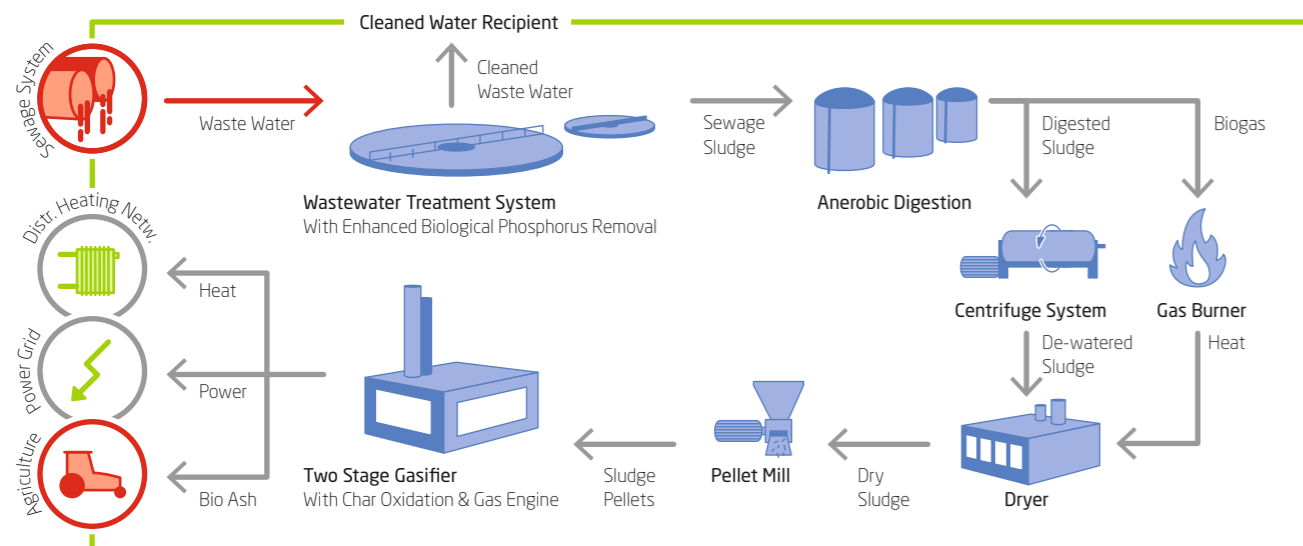 Cleaned Water Recipient
Sewage System
Waste Water
Cleaned
Waste Water
Wastewater Treatment System
With Enhanced Biological Phosphorus Removal
Sewage
Sludge
Anerobic Digestion
Digested
Sludge
Biogas
Centrifuge System
Gas Burner
De-watered
Sludge
Heat
Dryer
Dry
Sludge
Pellet Mill
Sludge
Pellets
Two Stage Gasifier
With Char Oxidation & Gas Engine
Distr. Heating Netw.
Heat
Power Grid
Power
Agriculture
Bio Ash